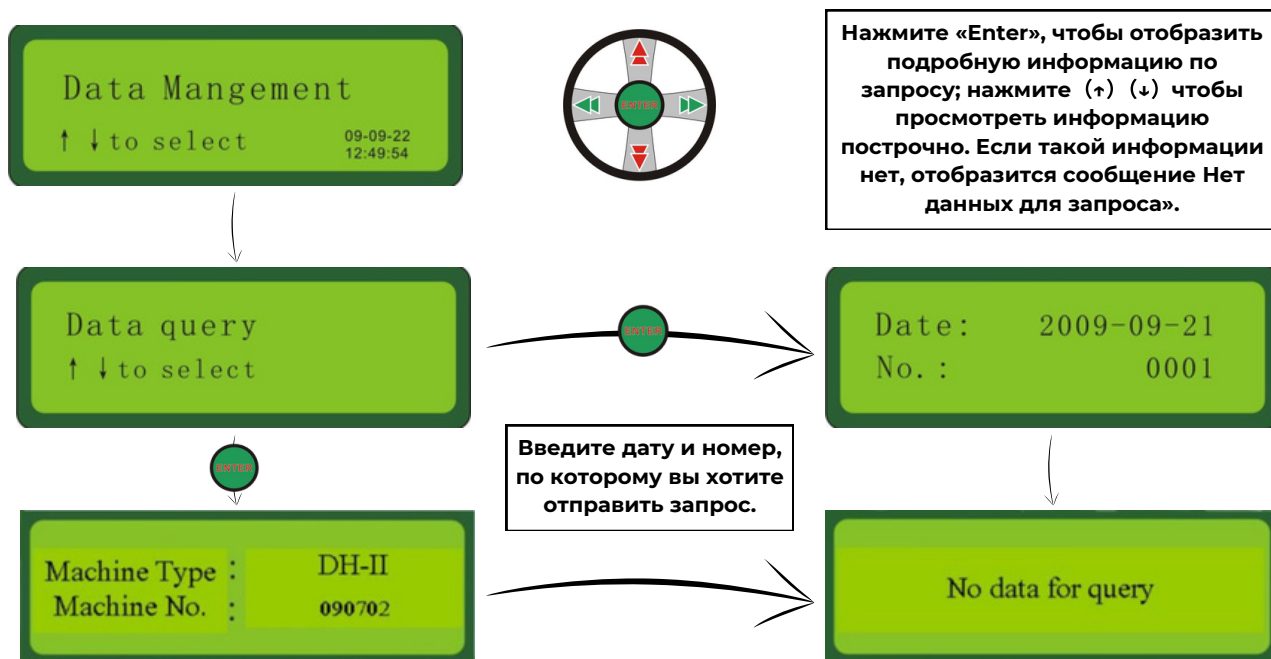 Data Mangement
↑ ↓ to select
09-09-22
12:49:54
ENTER
Нажмите «Enter», чтобы отобразить
подробную информацию по
запросу; нажмите (↑) (↓) чтобы
просмотреть информацию
построчно. Если такой информации
нет, отобразится сообщение Нет
данных для запроса».
Data query
↑ ↓ to select
ENTER
Date: 2009-09-21
No.: 0001
ENTER
Введите дату и номер,
по которому вы хотите
отправить запрос.
Machine Type : DH-II
Machine No. : 090702
No data for query